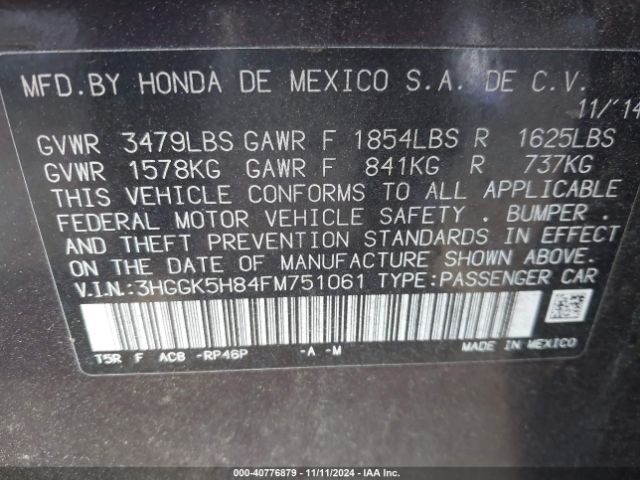 MFD.BY HONDA DE MEXICO S.A. DE C.V.
11/'14
GVWR 3479LBS GAWR F 1854LBS R 1625LBS
GVWR 1578KG GAWR F 841KG R 737KG
THIS VEHICLE CONFORMS TO ALL APPLICABLE
FEDERAL MOTOR VEHICLE SAFETY . BUMPER .
AND THEFT PREVENTION STANDARDS IN EFFECT
ON THE DATE OF MANUFACTURE SHOWN ABOVE.
V.I.N.:3HGGK5H84FM751061 TYPE:PASSENGER CAR
T5R F AC8 -RP46P -A -M MADE IN MEXICO
000-40776879 - 11/11/2024 - IAA Inc.